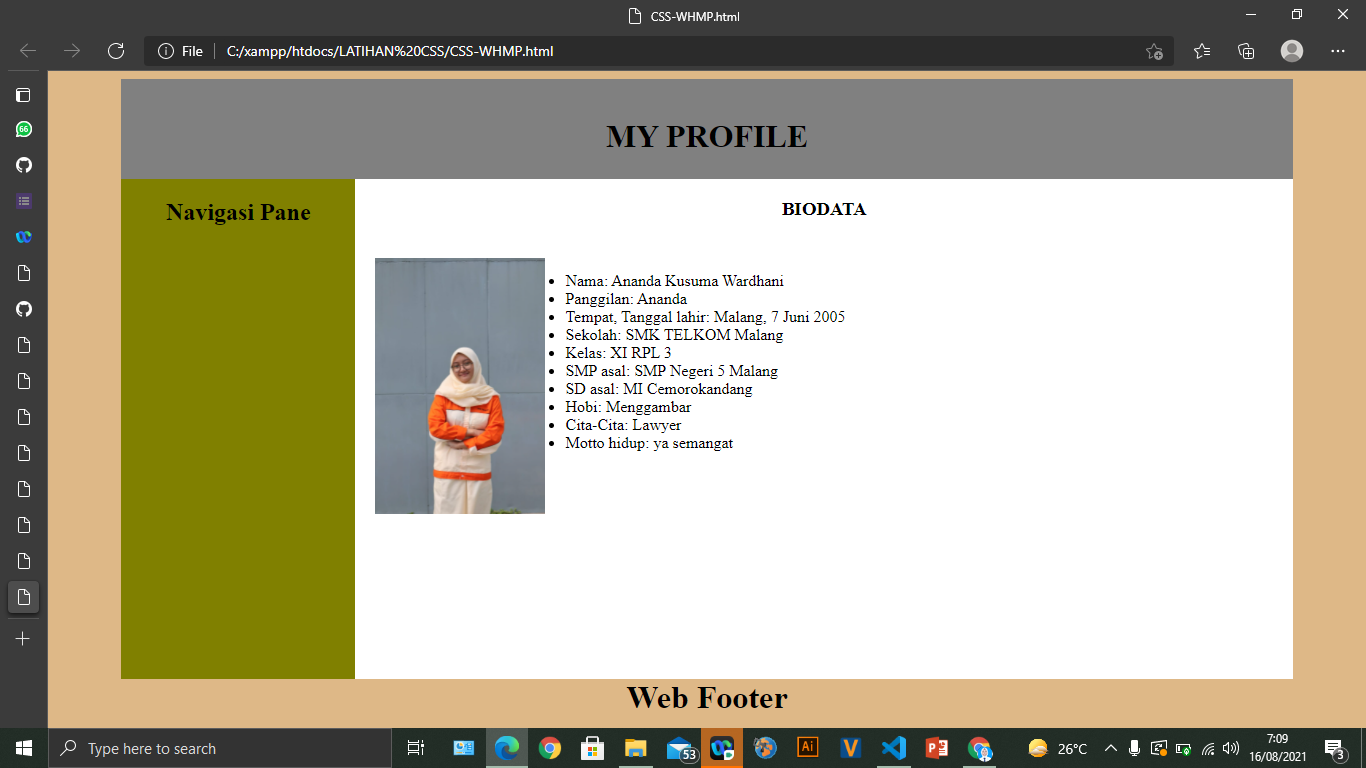 CSS-WHMP.html
File
C:/xampp/htdocs/LATIHAN%20CSS/CSS-WHMP.html
66
MY PROFILE
Navigasi Pane
BIODATA
Nama: Ananda Kusuma Wardhani
Panggilan: Ananda
Tempat, Tanggal lahir: Malang, 7 Juni 2005
Sekolah: SMK TELKOM Malang
Kelas: XI RPL 3
SMP asal: SMP Negeri 5 Malang
SD asal: MI Cemorokandang
Hobi: Menggambar
Cita-Cita: Lawyer
Motto hidup: ya semangat
Web Footer
Type here to search
53
Ai
26°C
7:09
16/08/2021
3